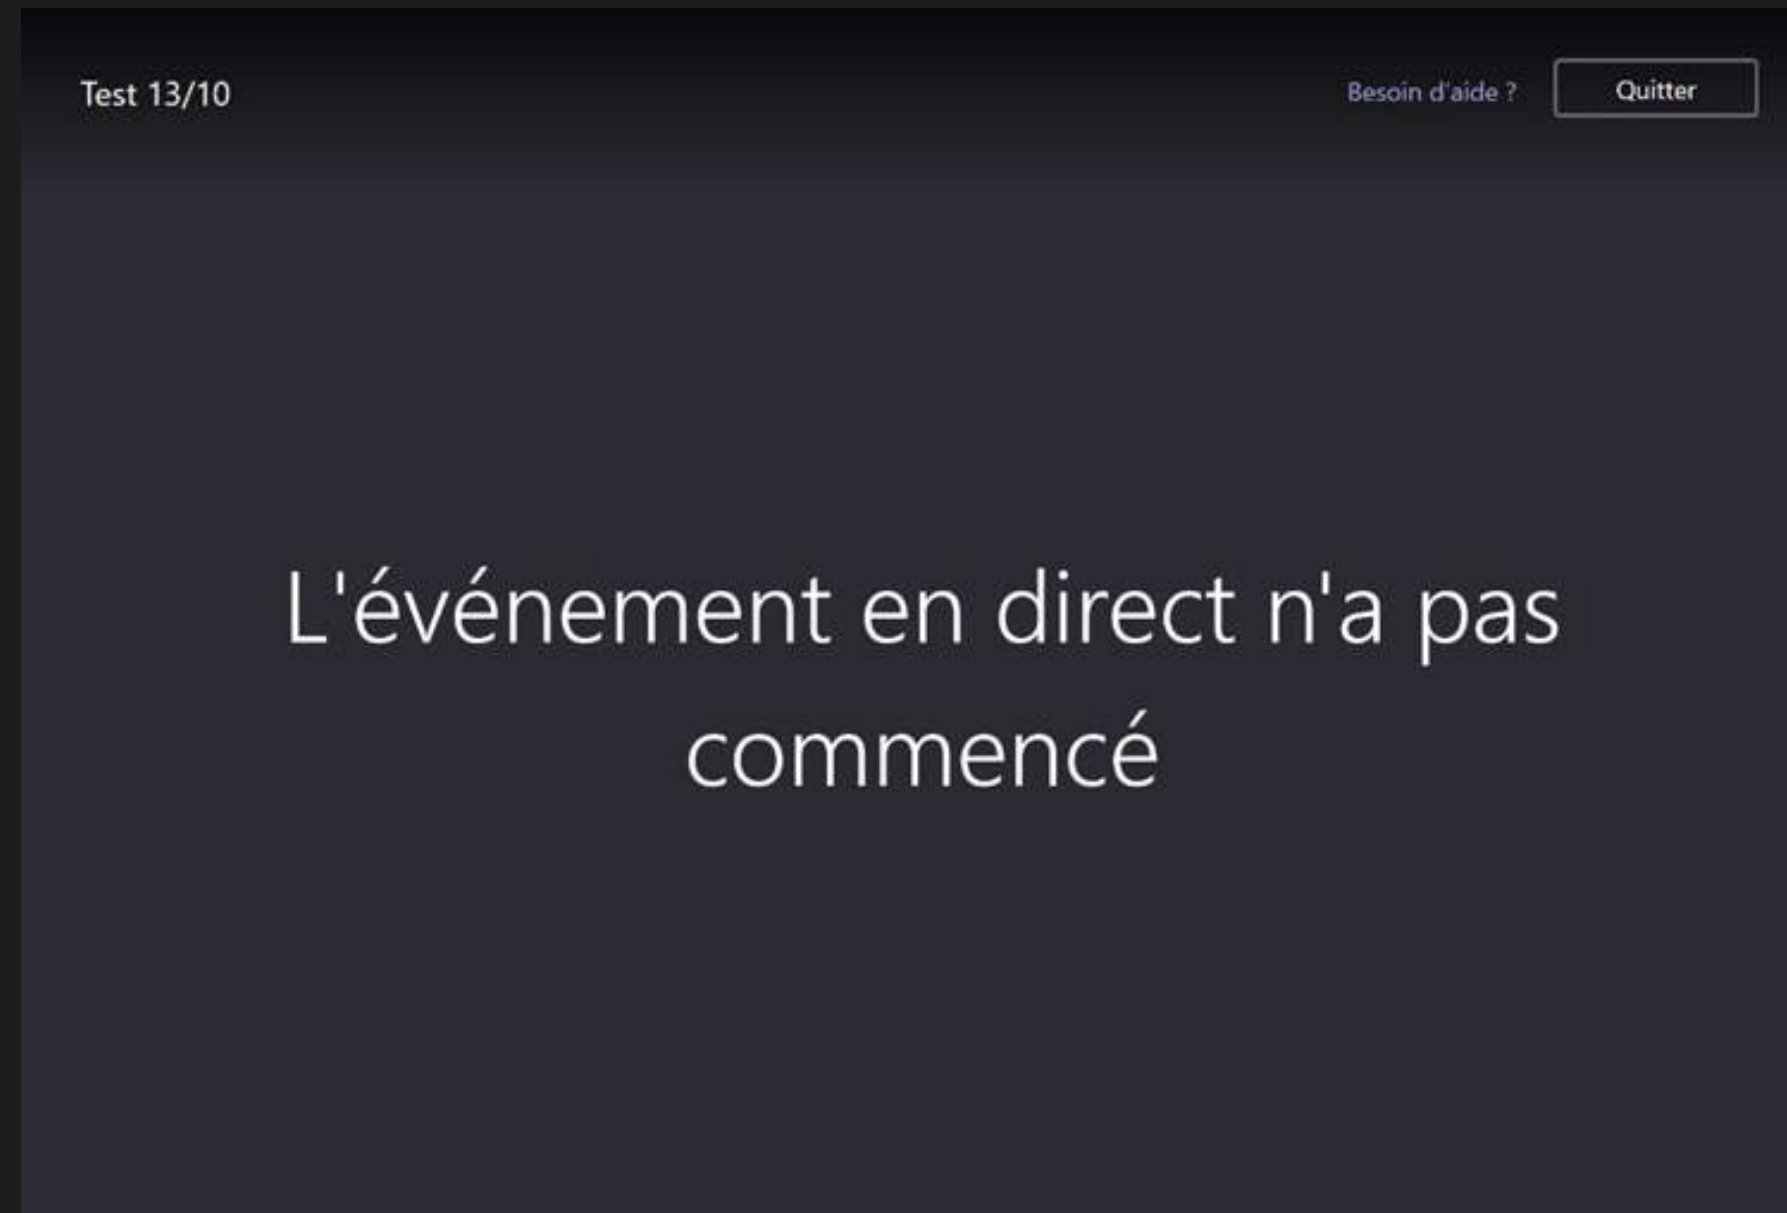 Test 13/10
Besoin d'aide ?
Quitter
L'événement en direct n'a pas
commencé